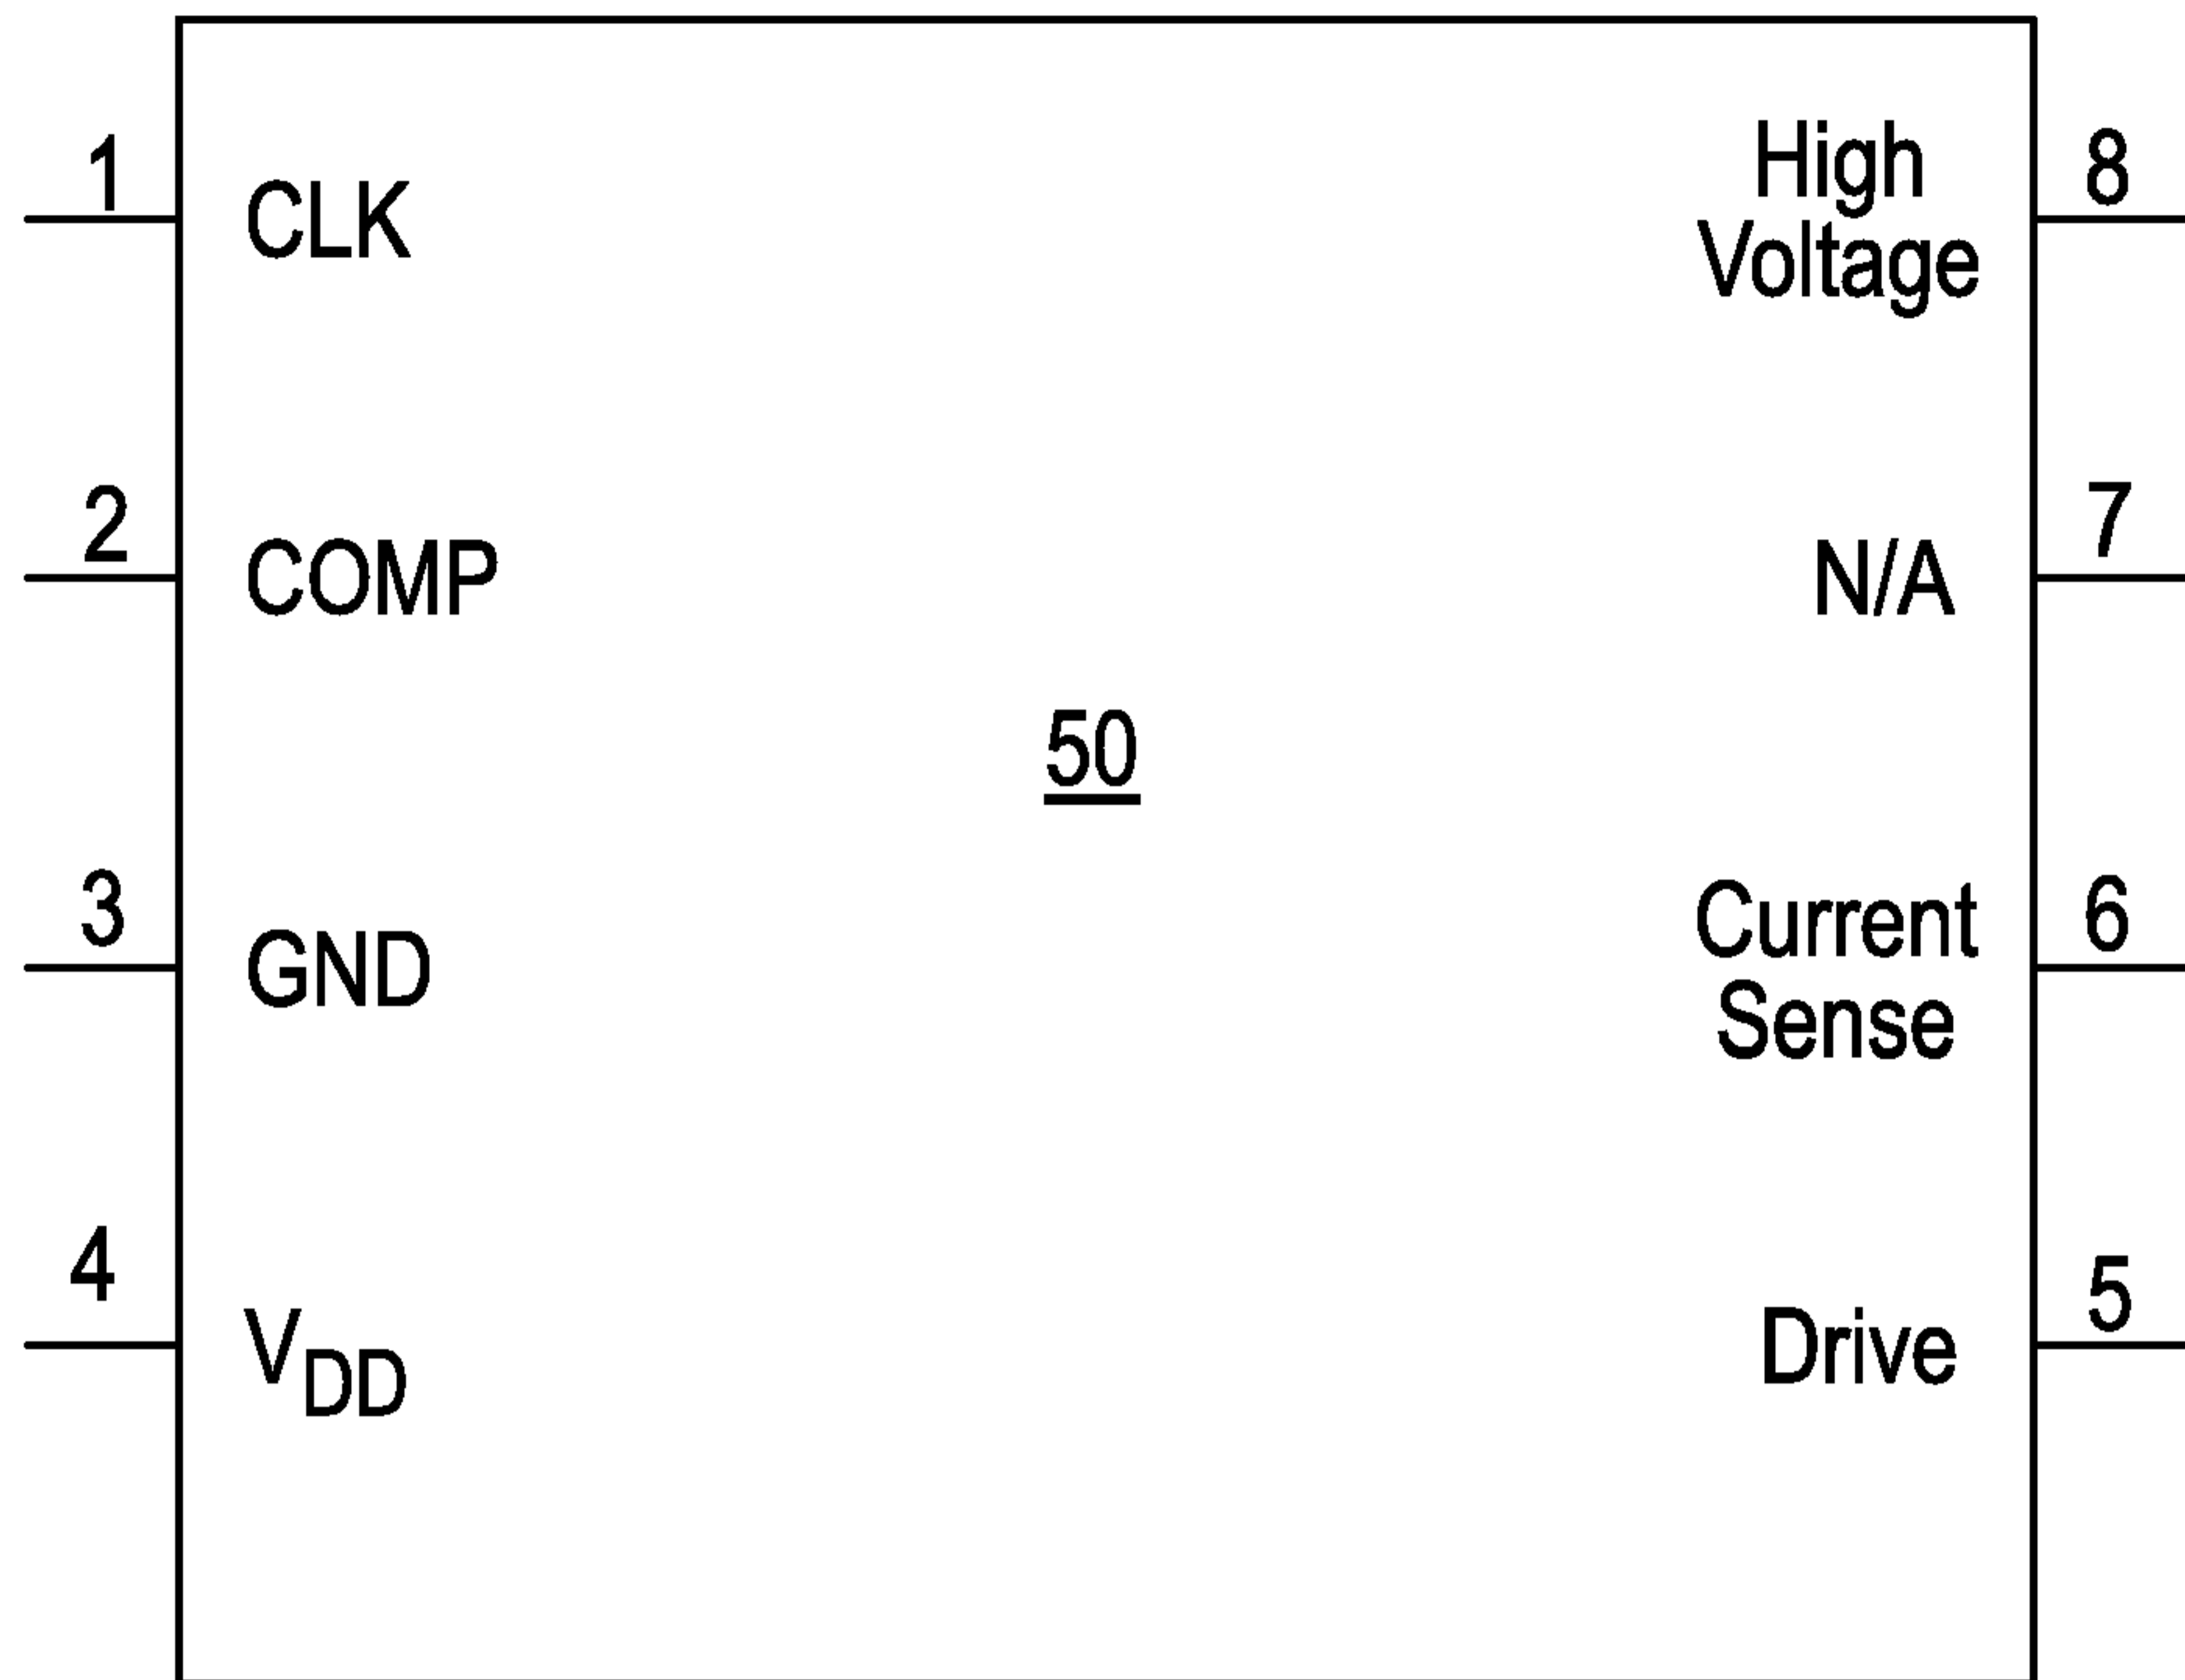 1
CLK
High
Voltage
8
2
COMP
N/A
7
50
3
GND
Current
Sense
6
4
VDD
Drive
5